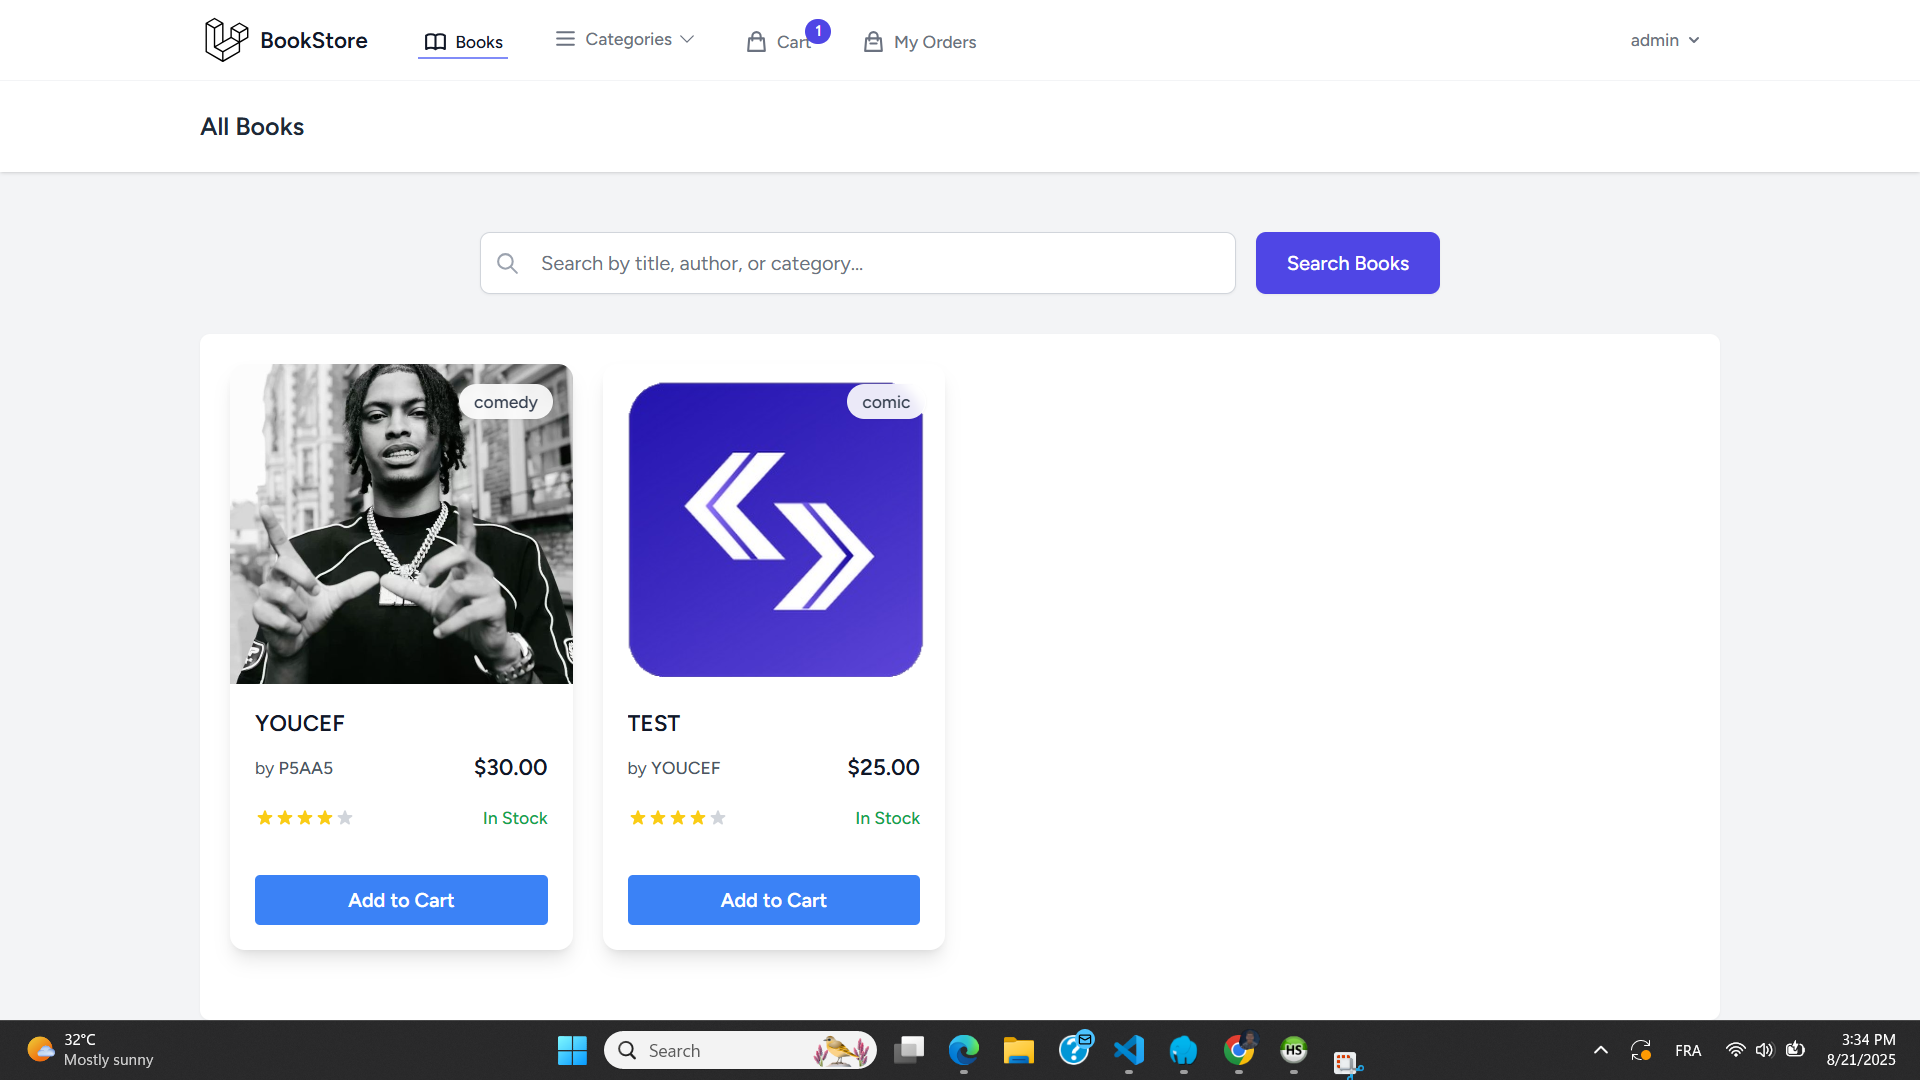 BookStore
Books
Categories
Cart
1
My Orders
admin
All Books
Search by title, author, or category...
Search Books
comedy
comic
YOUCEF
TEST
by P5AA5
$30.00
by YOUCEF
$25.00
In Stock
In Stock
Add to Cart
Add to Cart
32°C
Mostly sunny
Search
HS
FRA
3:34 PM
8/21/2025